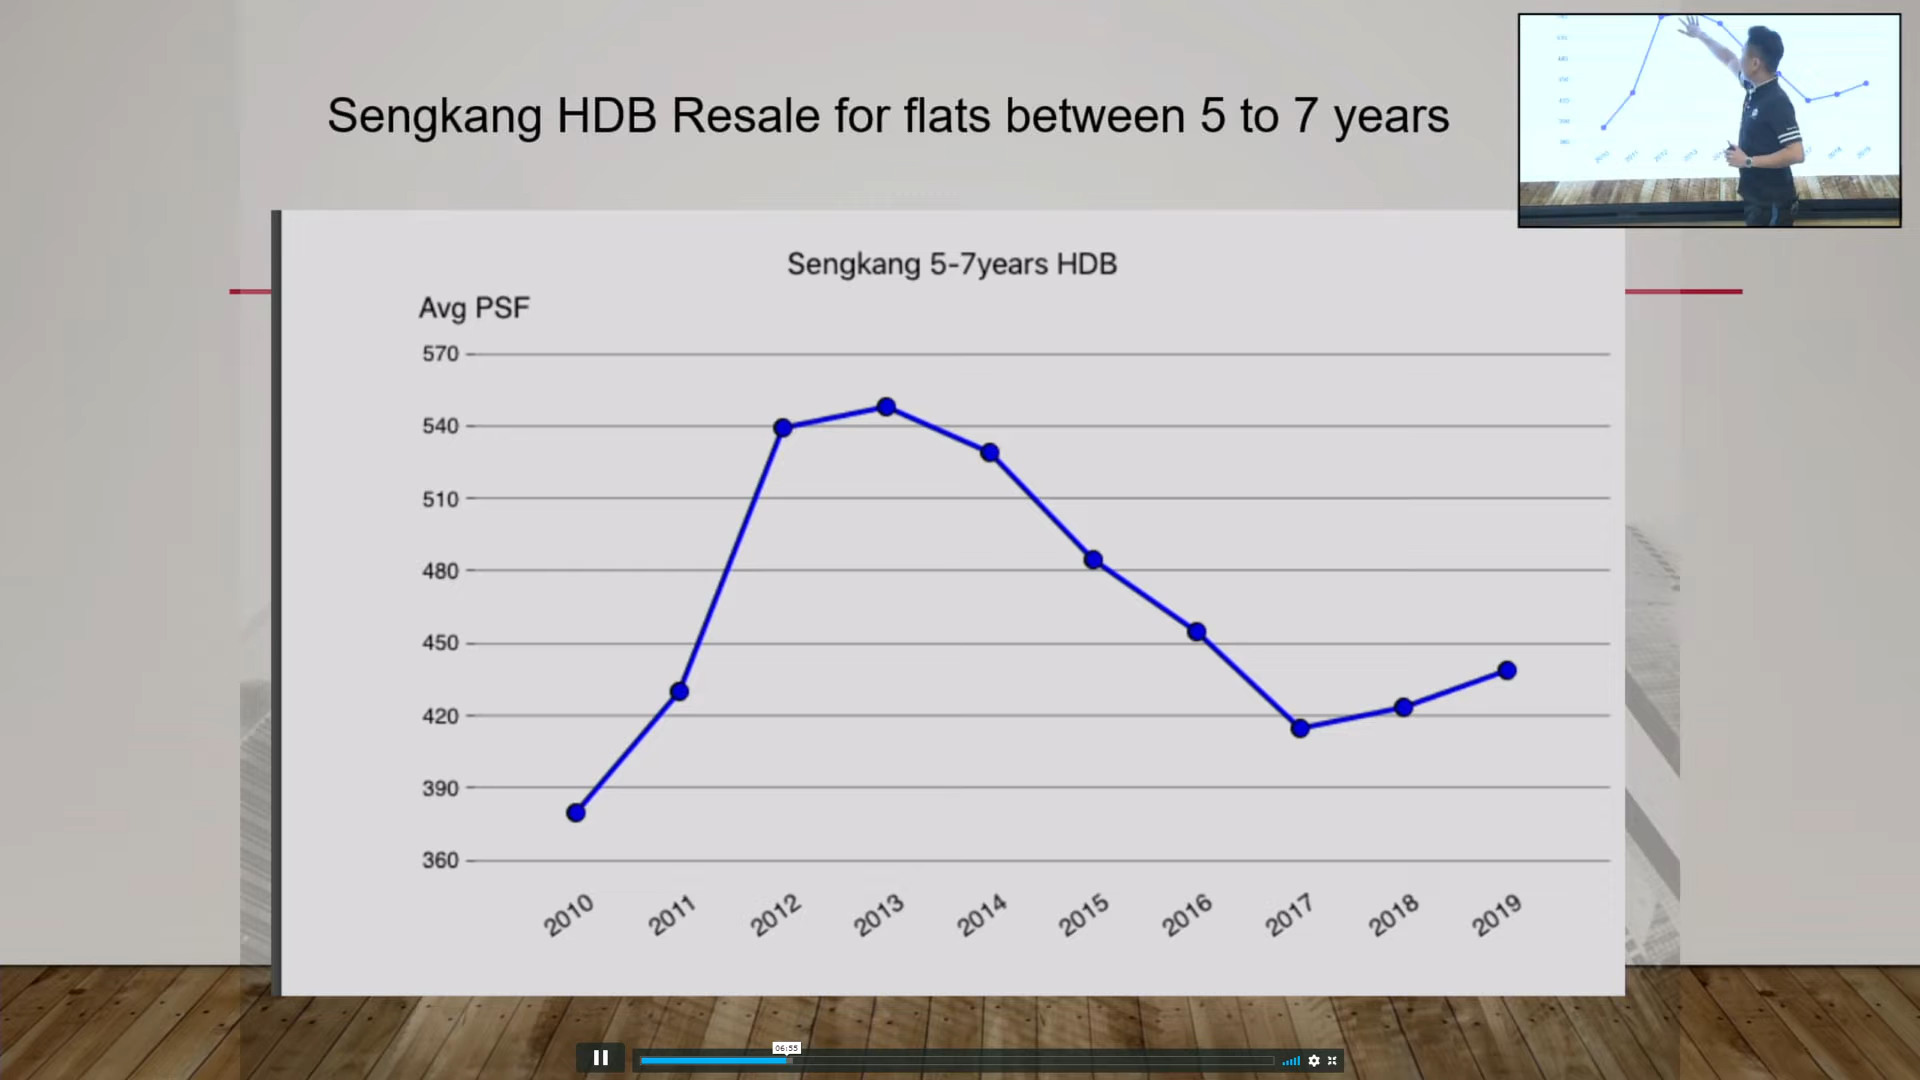 Sengkang HDB Resale for flats between 5 to 7 years
Sengkang 5-7years HDB
Avg PSF
570
540
510
480
450
420
390
360
2010 2011 2012 2013 2014 2015 2016 2017 2018 2019
06:55